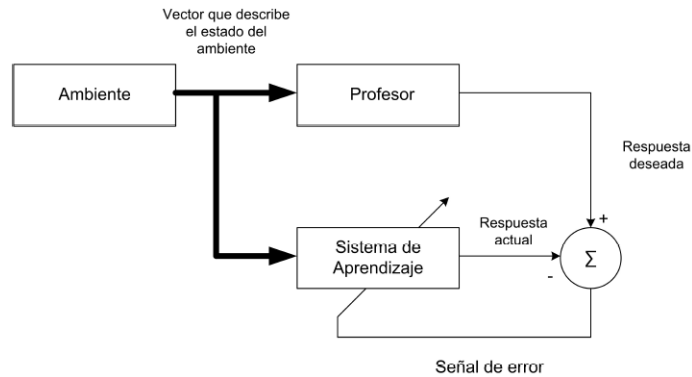 Vector que describe
el estado del
ambiente
Ambiente
Profesor
Respuesta
deseada
Respuesta
actual
+
Sistema de
Aprendizaje
Σ
-
Señal de error